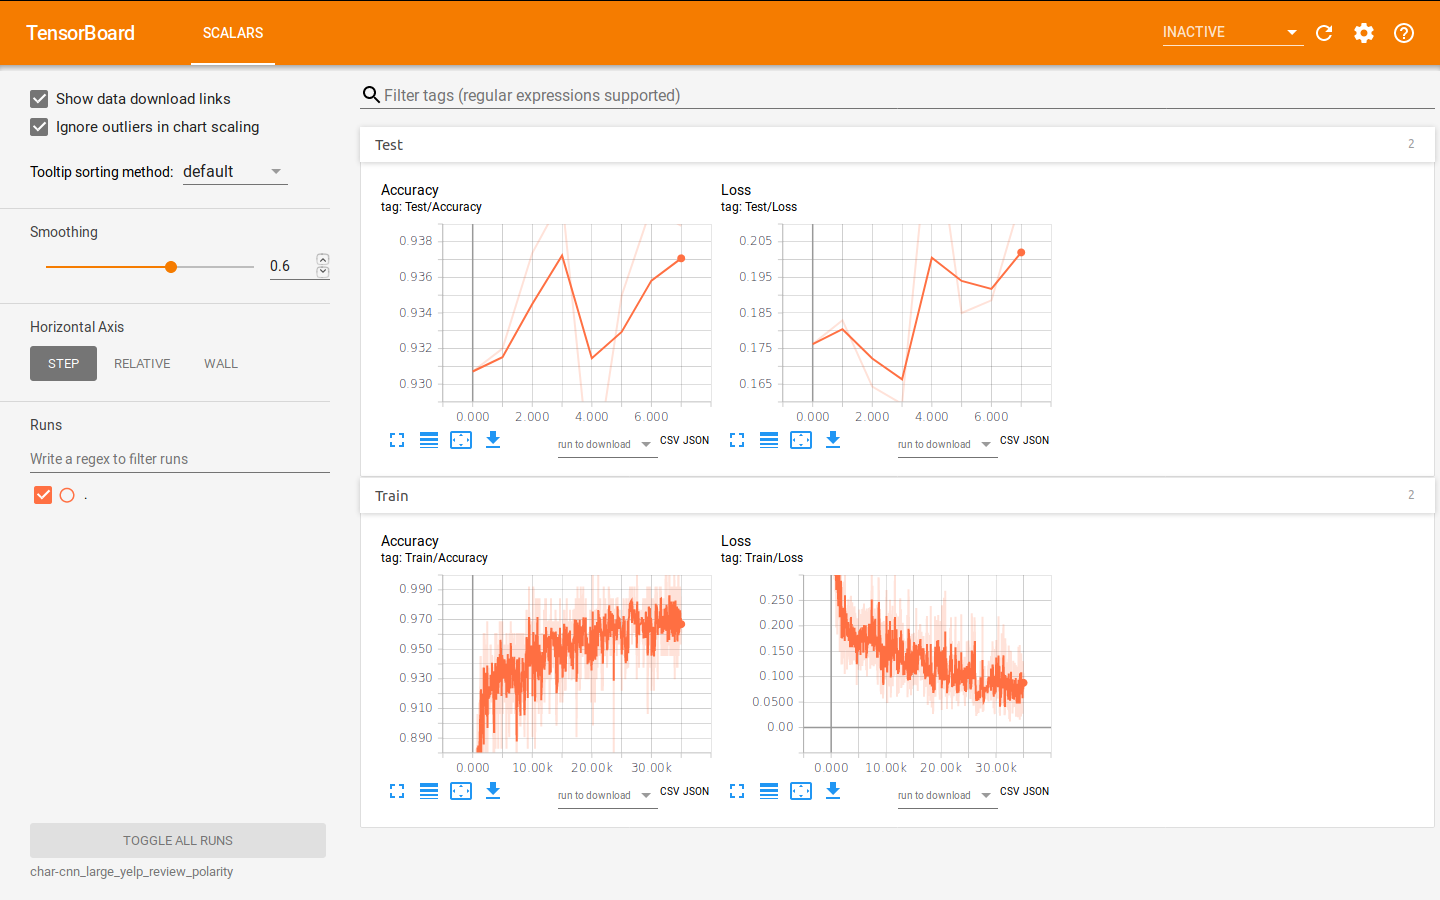 TensorBoard
SCALARS
INACTIVE
Show data download links
Ignore outliers in chart scaling
Tooltip sorting method: default
Smoothing
0.6
Horizontal Axis
STEP RELATIVE WALL
Runs
Write a regex to filter runs
.
TOGGLE ALL RUNS
char-cnn_large_yelp_review_polarity
Filter tags (regular expressions supported)
Test 2
Accuracy
tag: Test/Accuracy
0.938
0.936
0.934
0.932
0.930
0.000 2.000 4.000 6.000
run to download CSV JSON
Loss
tag: Test/Loss
0.205
0.195
0.185
0.175
0.165
0.000 2.000 4.000 6.000
run to download CSV JSON
Train 2
Accuracy
tag: Train/Accuracy
0.990
0.970
0.950
0.930
0.910
0.890
0.000 10.00k 20.00k 30.00k
run to download CSV JSON
Loss
tag: Train/Loss
0.250
0.200
0.150
0.100
0.0500
0.00
0.000 10.00k 20.00k 30.00k
run to download CSV JSON